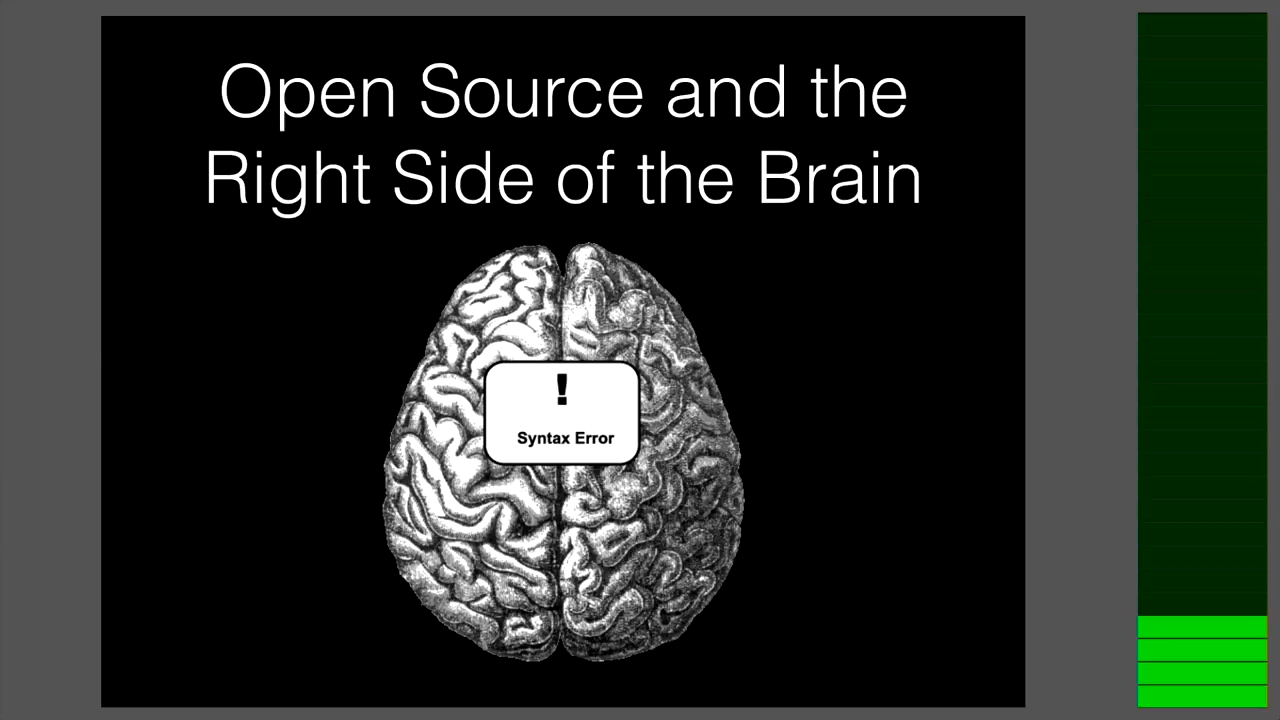 Open Source and the
Right Side of the Brain
!
Syntax Error